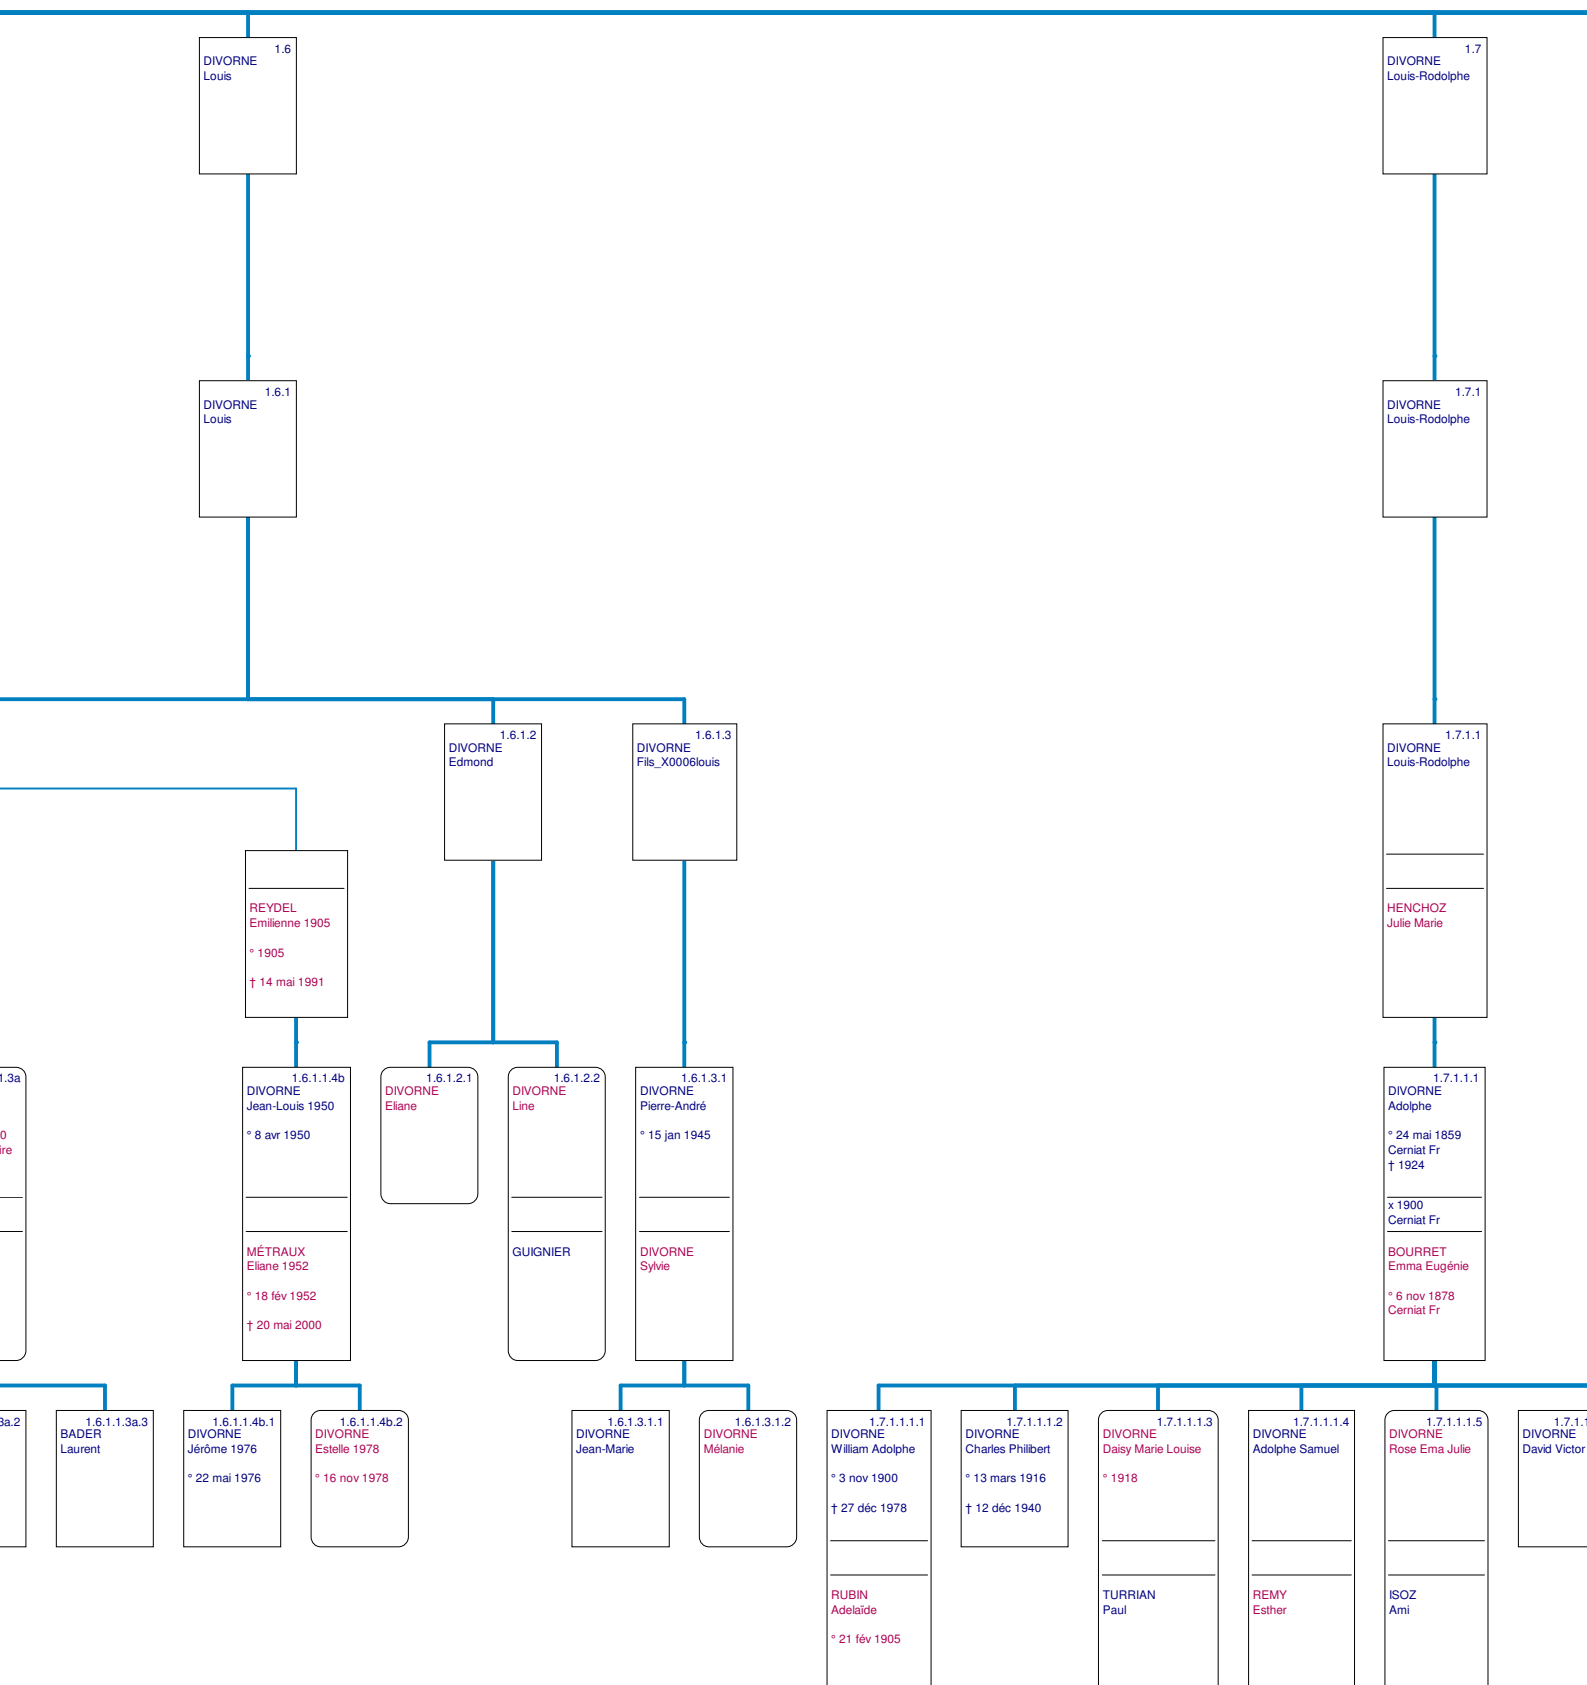 1.6
DIVORNE
Louis
1.7
DIVORNE
Louis-Rodolphe
1.6.1
DIVORNE
Louis
1.7.1
DIVORNE
Louis-Rodolphe
1.6.1.2
DIVORNE
Edmond
1.6.1.3
DIVORNE
Fils_X0006louis
1.7.1.1
DIVORNE
Louis-Rodolphe
HENCHOZ
Julie Marie
REYDEL
Emilienne 1905
° 1905
† 14 mai 1991
1.3a
0
ire
1.6.1.1.4b
DIVORNE
Jean-Louis 1950
° 8 avr 1950
MÉTRAUX
Eliane 1952
° 18 fév 1952
† 20 mai 2000
1.6.1.2.1
DIVORNE
Eliane
1.6.1.2.2
DIVORNE
Line
GUIGNIER
1.6.1.3.1
DIVORNE
Pierre-André
° 15 jan 1945
DIVORNE
Sylvie
1.7.1.1.1
DIVORNE
Adolphe
° 24 mai 1859
Cerniat Fr
† 1924
x 1900
Cerniat Fr
BOURRET
Emma Eugénie
° 6 nov 1878
Cerniat Fr
3a.2
1.6.1.1.3a.3
BADER
Laurent
1.6.1.1.4b.1
DIVORNE
Jérôme 1976
° 22 mai 1976
1.6.1.1.4b.2
DIVORNE
Estelle 1978
° 16 nov 1978
1.6.1.3.1.1
DIVORNE
Jean-Marie
1.6.1.3.1.2
DIVORNE
Mélanie
1.7.1.1.1.1
DIVORNE
William Adolphe
° 3 nov 1900
† 27 déc 1978
RUBIN
Adelaïde
° 21 fév 1905
1.7.1.1.1.2
DIVORNE
Charles Philibert
° 13 mars 1916
† 12 déc 1940
1.7.1.1.1.3
DIVORNE
Daisy Marie Louise
° 1918
TURRIAN
Paul
1.7.1.1.1.4
DIVORNE
Adolphe Samuel
REMY
Esther
1.7.1.1.1.5
DIVORNE
Rose Ema Julie
ISOZ
Ami
1.7.1.1
DIVORNE
David Victor